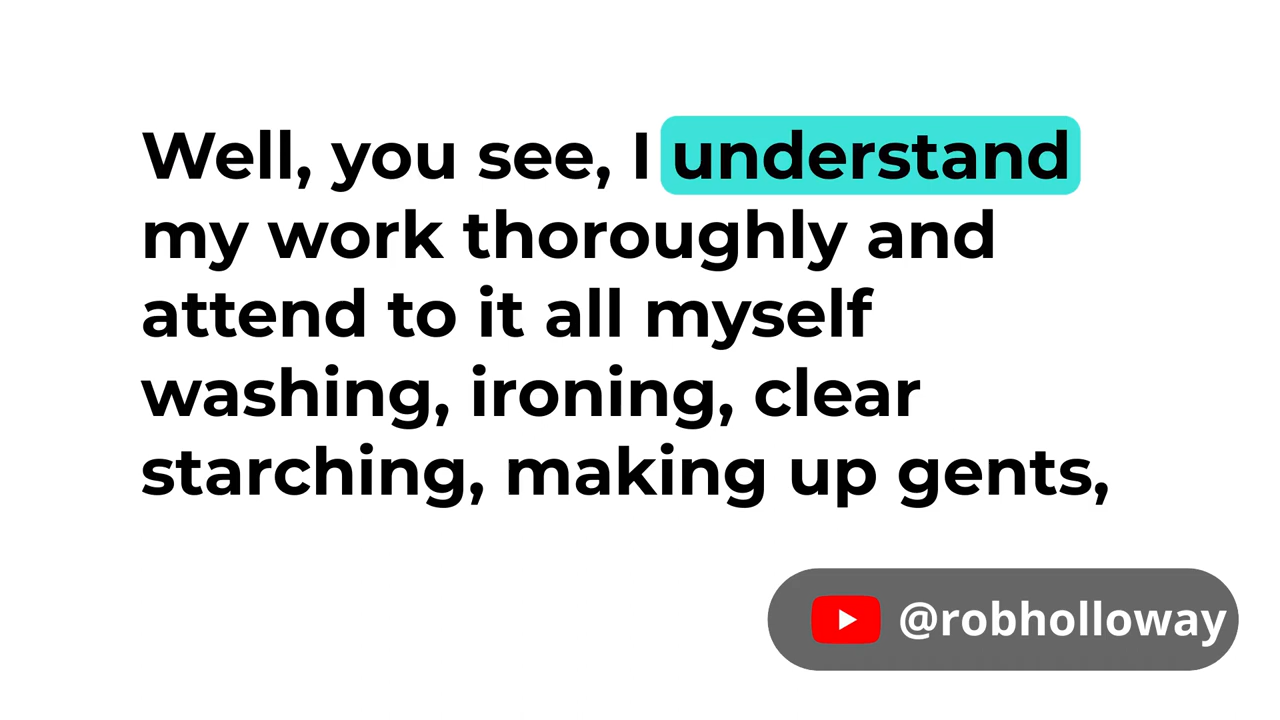 Well, you see, I understand
my work thoroughly and
attend to it all myself
washing, ironing, clear
starching, making up gents,
@robholloway